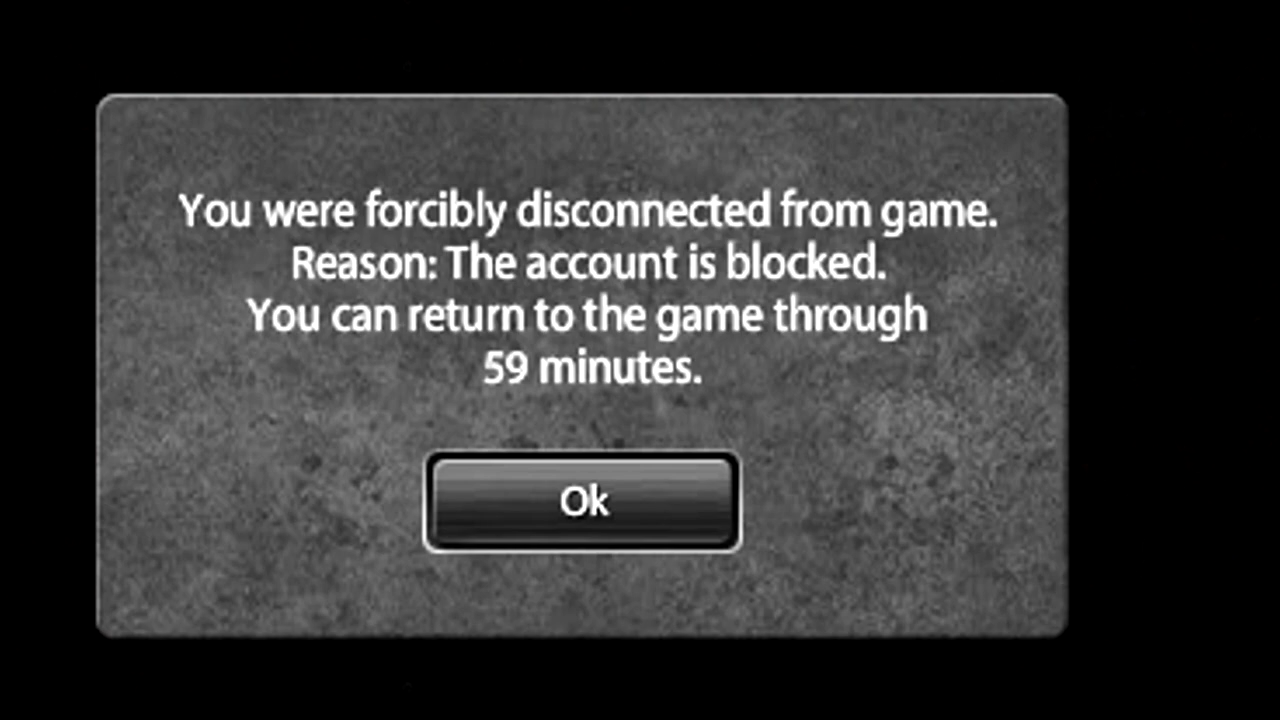 You were forcibly disconnected from game.
Reason: The account is blocked.
You can return to the game through
59 minutes.
Ok